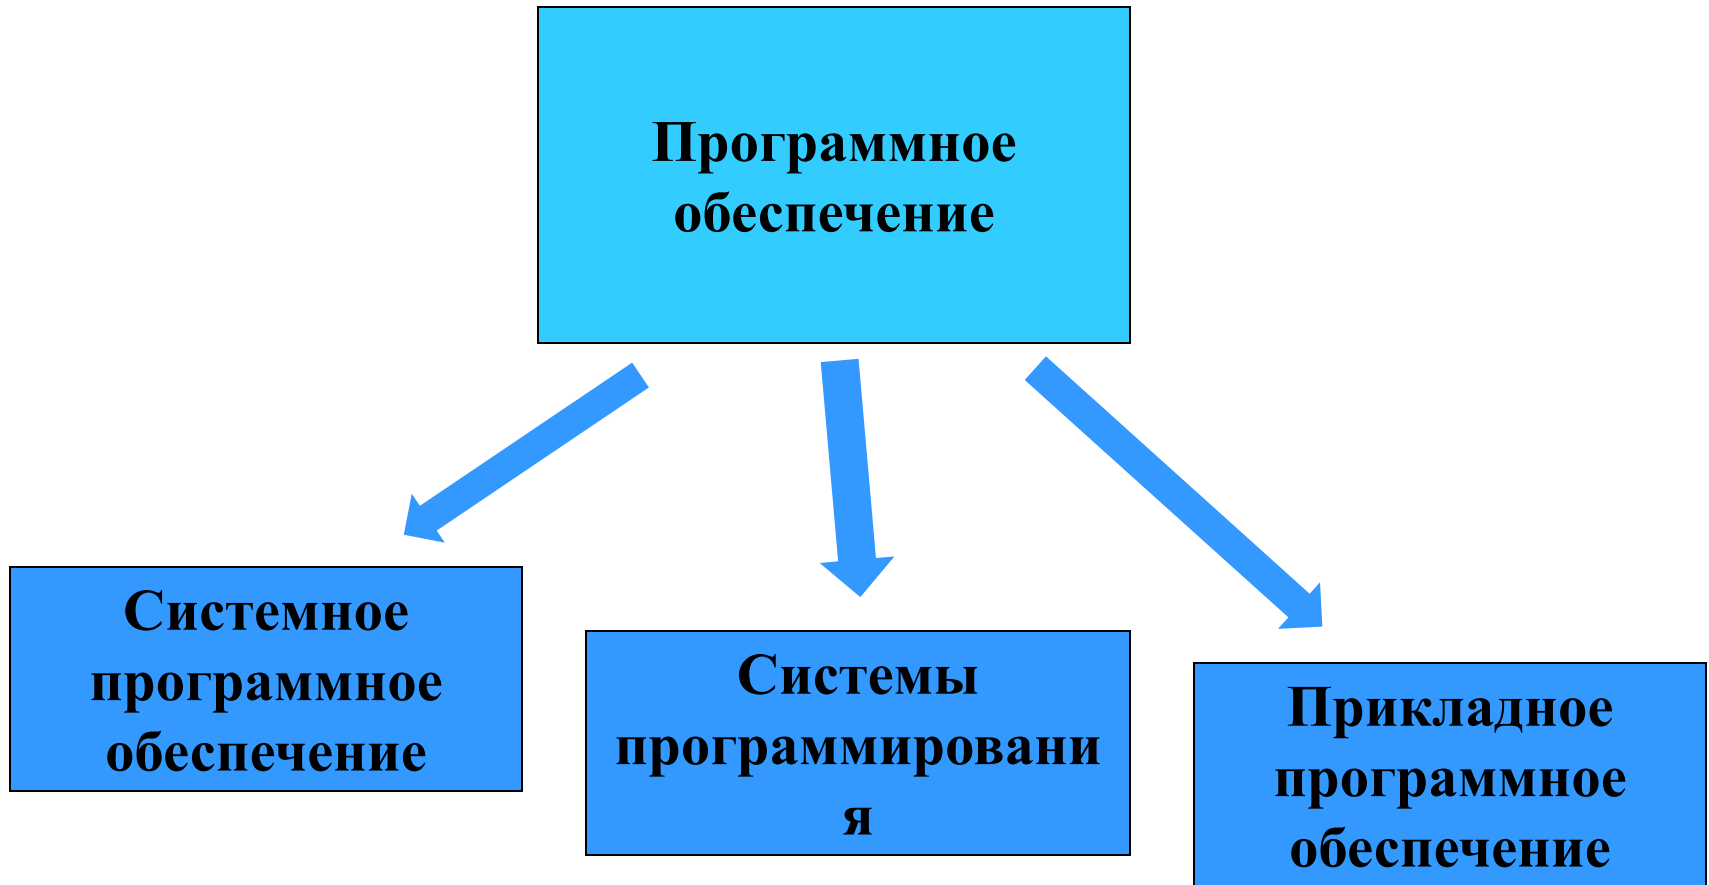 Программное
обеспечение
Системное
программное
обеспечение
Системы
программировани
я
Прикладное
программное
обеспечение